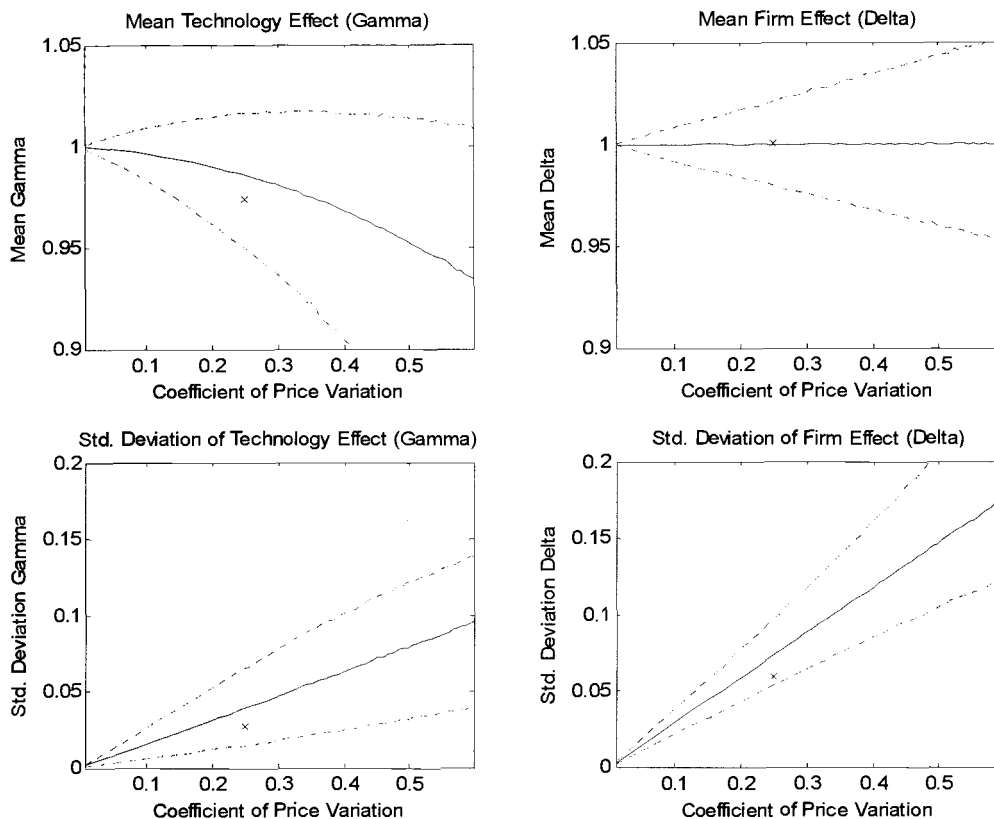 Mean Technology Effect (Gamma)
1.05
1
0.95
0.9
Mean Gamma
0.1 0.2 0.3 0.4 0.5
Coefficient of Price Variation
Mean Firm Effect (Delta)
1.05
1
0.95
0.9
Mean Delta
0.1 0.2 0.3 0.4 0.5
Coefficient of Price Variation
Std. Deviation of Technology Effect (Gamma)
0.2
0.15
0.1
0.05
0
Std. Deviation Gamma
0.1 0.2 0.3 0.4 0.5
Coefficient of Price Variation
Std. Deviation of Firm Effect (Delta)
0.2
0.15
0.1
0.05
0
Std. Deviation Delta
0.1 0.2 0.3 0.4 0.5
Coefficient of Price Variation